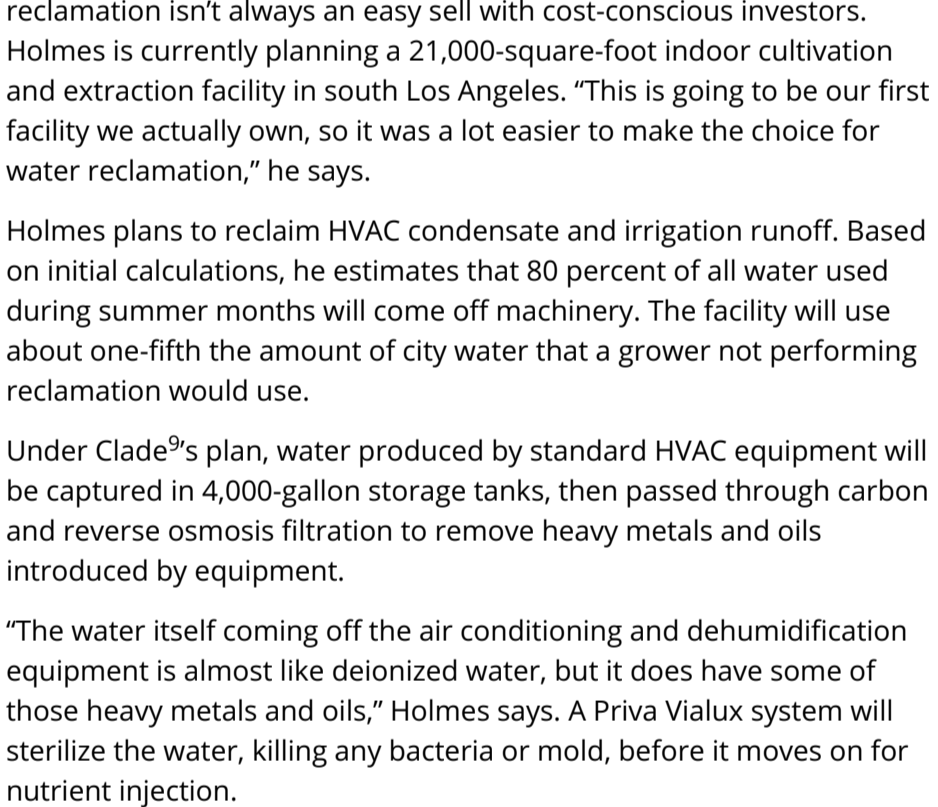 reclamation isn’t always an easy sell with cost-conscious investors.
Holmes is currently planning a 21,000-square-foot indoor cultivation
and extraction facility in south Los Angeles. “This is going to be our first
facility we actually own, so it was a lot easier to make the choice for
water reclamation,” he says.
Holmes plans to reclaim HVAC condensate and irrigation runoff. Based
on initial calculations, he estimates that 80 percent of all water used
during summer months will come off machinery. The facility will use
about one-fifth the amount of city water that a grower not performing
reclamation would use.
Under Clade⁹’s plan, water produced by standard HVAC equipment will
be captured in 4,000-gallon storage tanks, then passed through carbon
and reverse osmosis filtration to remove heavy metals and oils
introduced by equipment.
“The water itself coming off the air conditioning and dehumidification
equipment is almost like deionized water, but it does have some of
those heavy metals and oils,” Holmes says. A Priva Vialux system will
sterilize the water, killing any bacteria or mold, before it moves on for
nutrient injection.